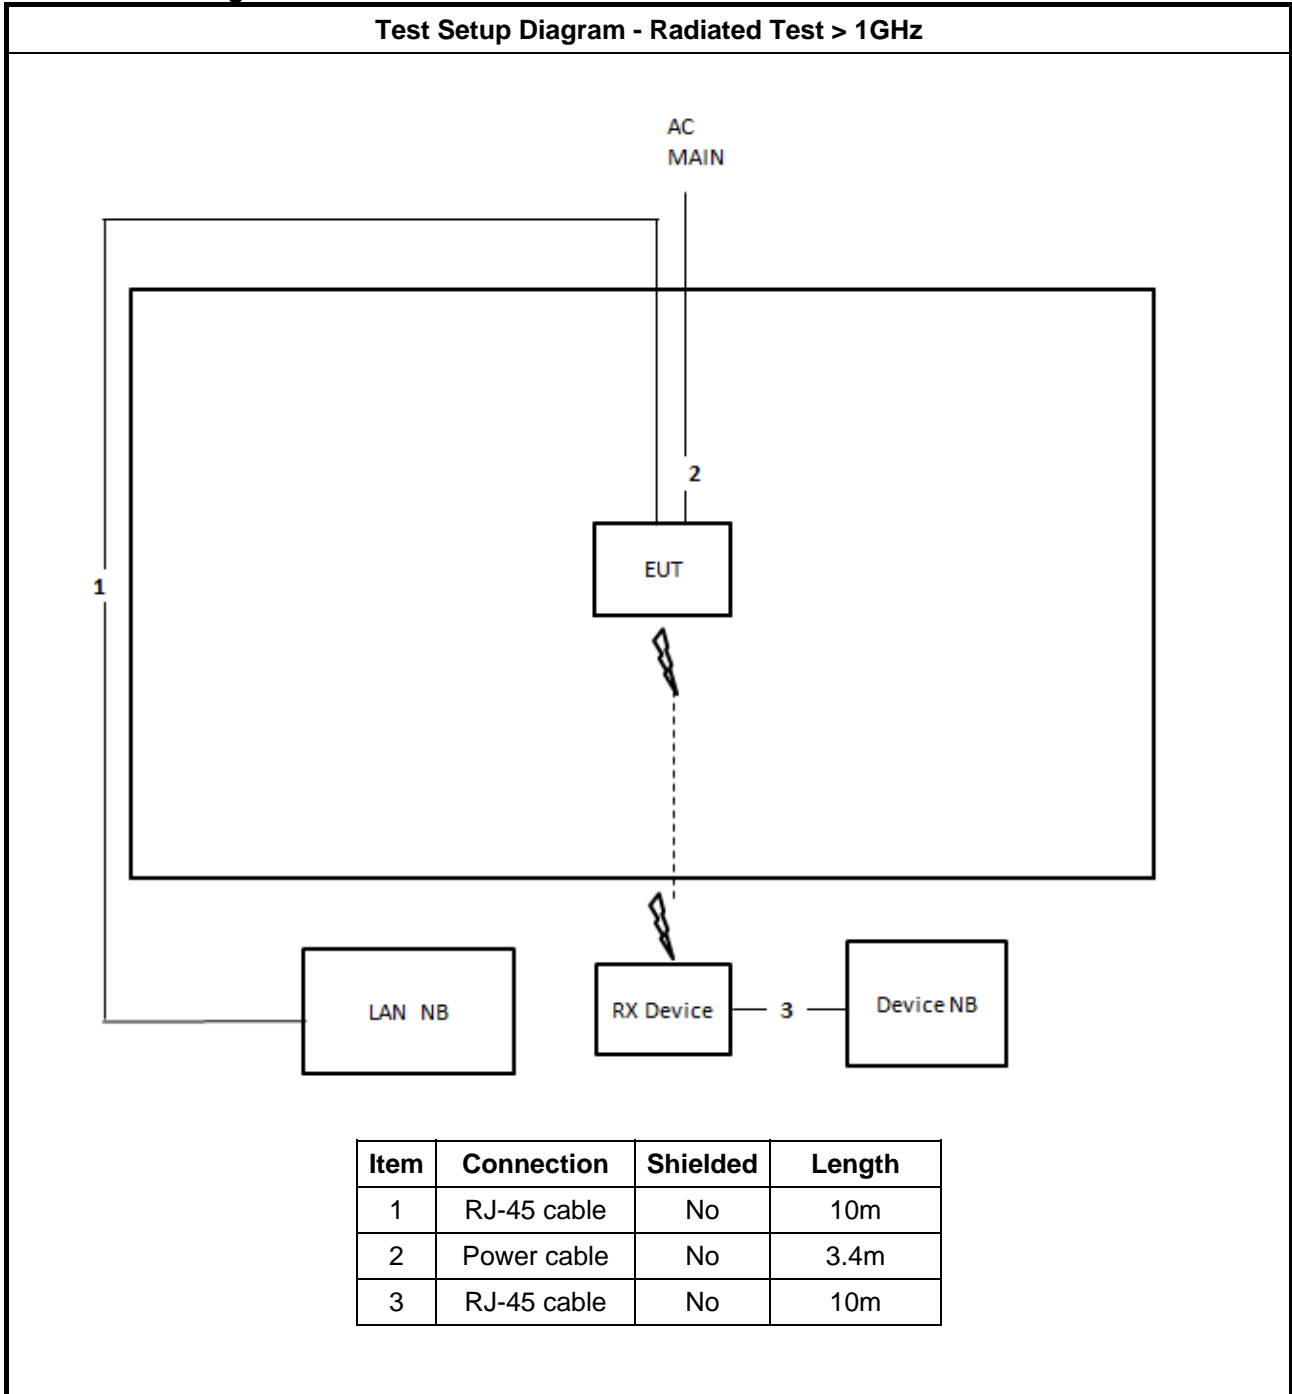 Test Setup Diagram - Radiated Test > 1GHz
AC
MAIN
2
EUT
1
LAN NB
RX Device
3
Device NB
Item Connection Shielded Length
1 RJ-45 cable No 10m
2 Power cable No 3.4m
3 RJ-45 cable No 10m